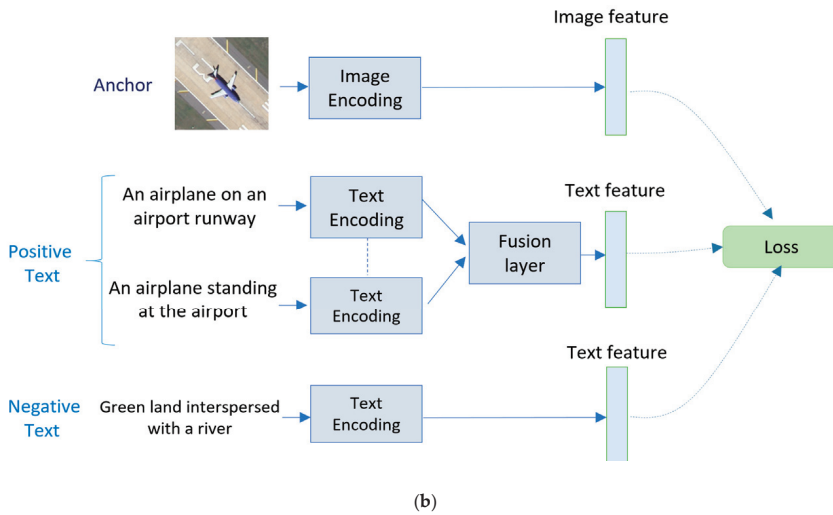 Image feature
Anchor
Image
Encoding
An airplane on an
airport runway
Text
Encoding
Text feature
Positive
Text
Fusion
layer
Loss
An airplane standing
at the airport
Text
Encoding
Text feature
Negative
Text
Green land interspersed
with a river
Text
Encoding
(b)